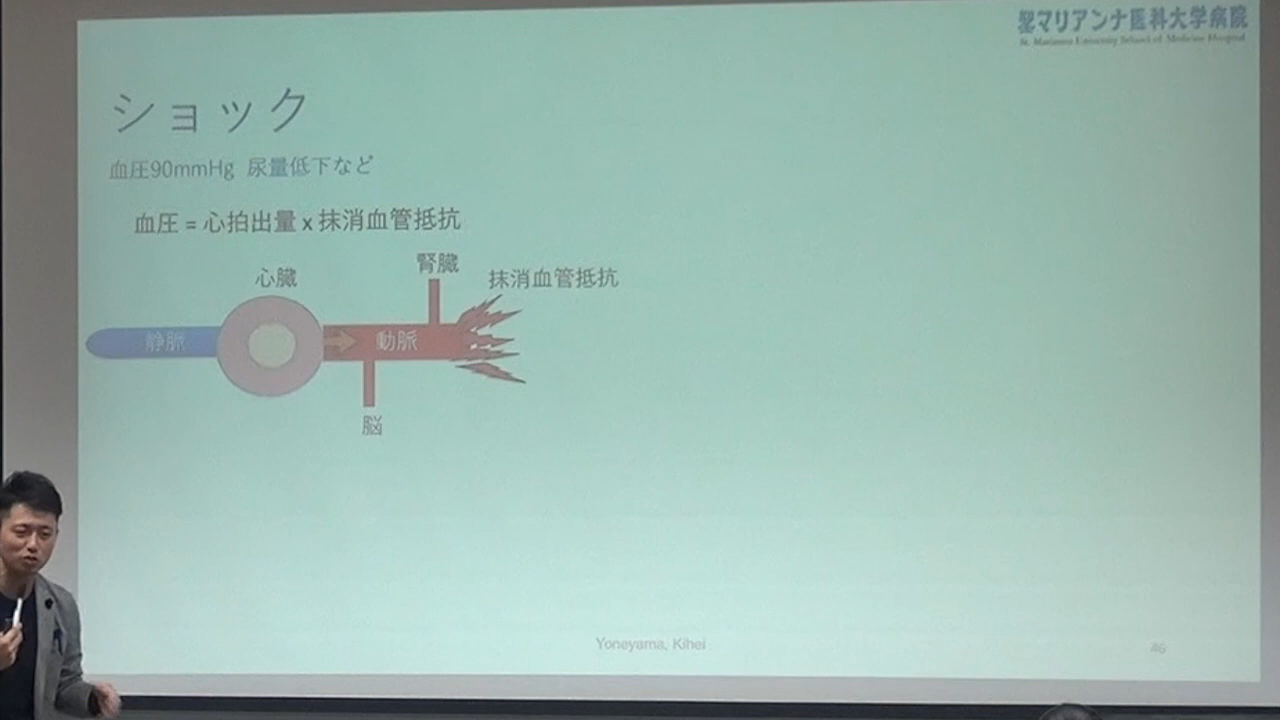 聖マリアンナ医科大学病院
St. Marianna University School of Medicine Hospital
ショック
血圧90mmHg 尿量低下など
血圧 = 心拍出量 x 抹消血管抵抗
心臓
腎臓
抹消血管抵抗
静脈
動脈
脳
Yoneyama, Kihei
46